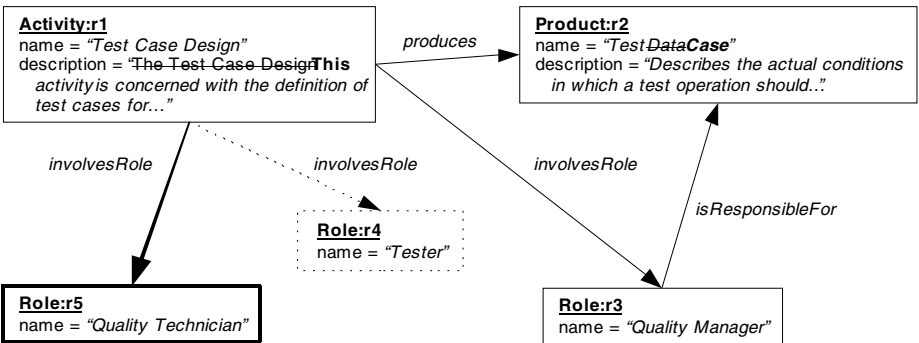 Activity:r1
name = “Test Case Design”
description = “The Test Case DesignThis
activity is concerned with the definition of
test cases for…”
produces
Product:r2
name = “TestDataCase”
description = “Describes the actual conditions
in which a test operation should…”.
involvesRole
involvesRole
involvesRole
isResponsibleFor
Role:r4
name = “Tester”
Role:r5
name = “Quality Technician”
Role:r3
name = “Quality Manager”